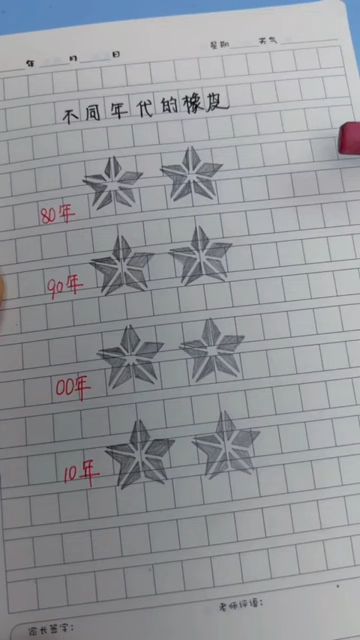 年 月 日 星期 天气
不同年代的橡皮
80年
90年
00年
10年
家长签字: 老师评语: